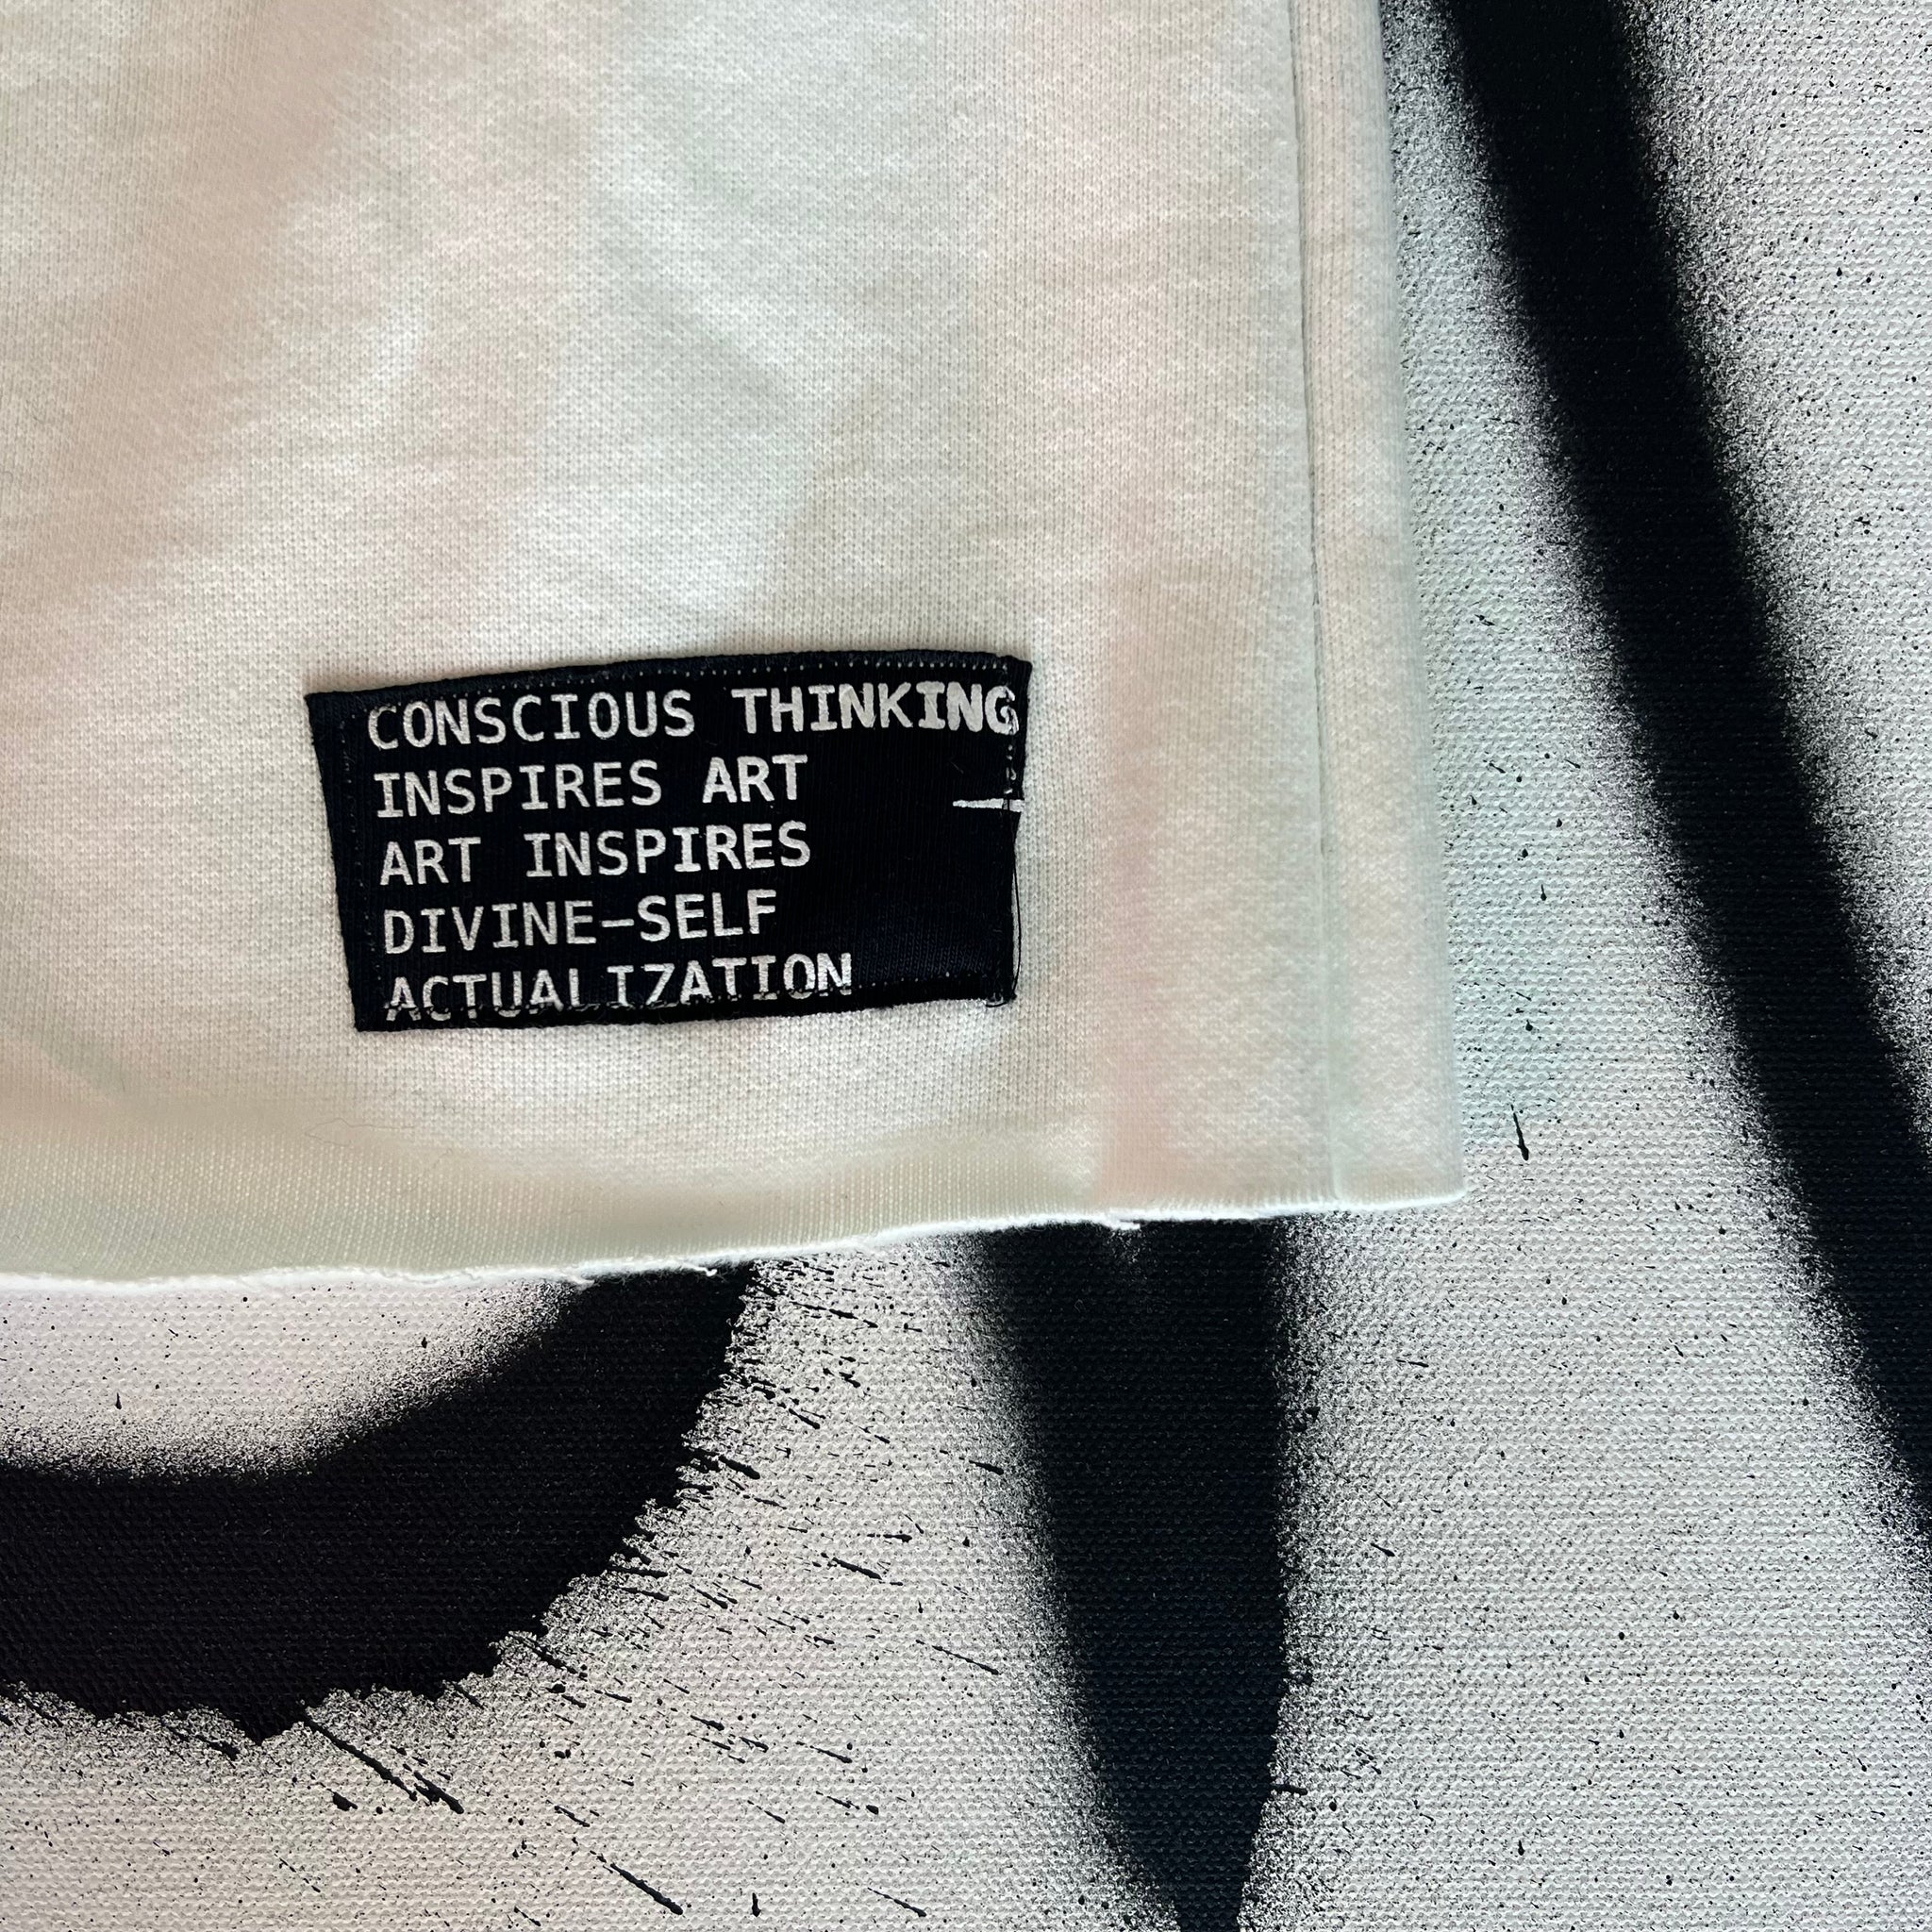 CONSCIOUS THINKING
INSPIRES ART
ART INSPIRES
DIVINE–SELF
ACTUALIZATION